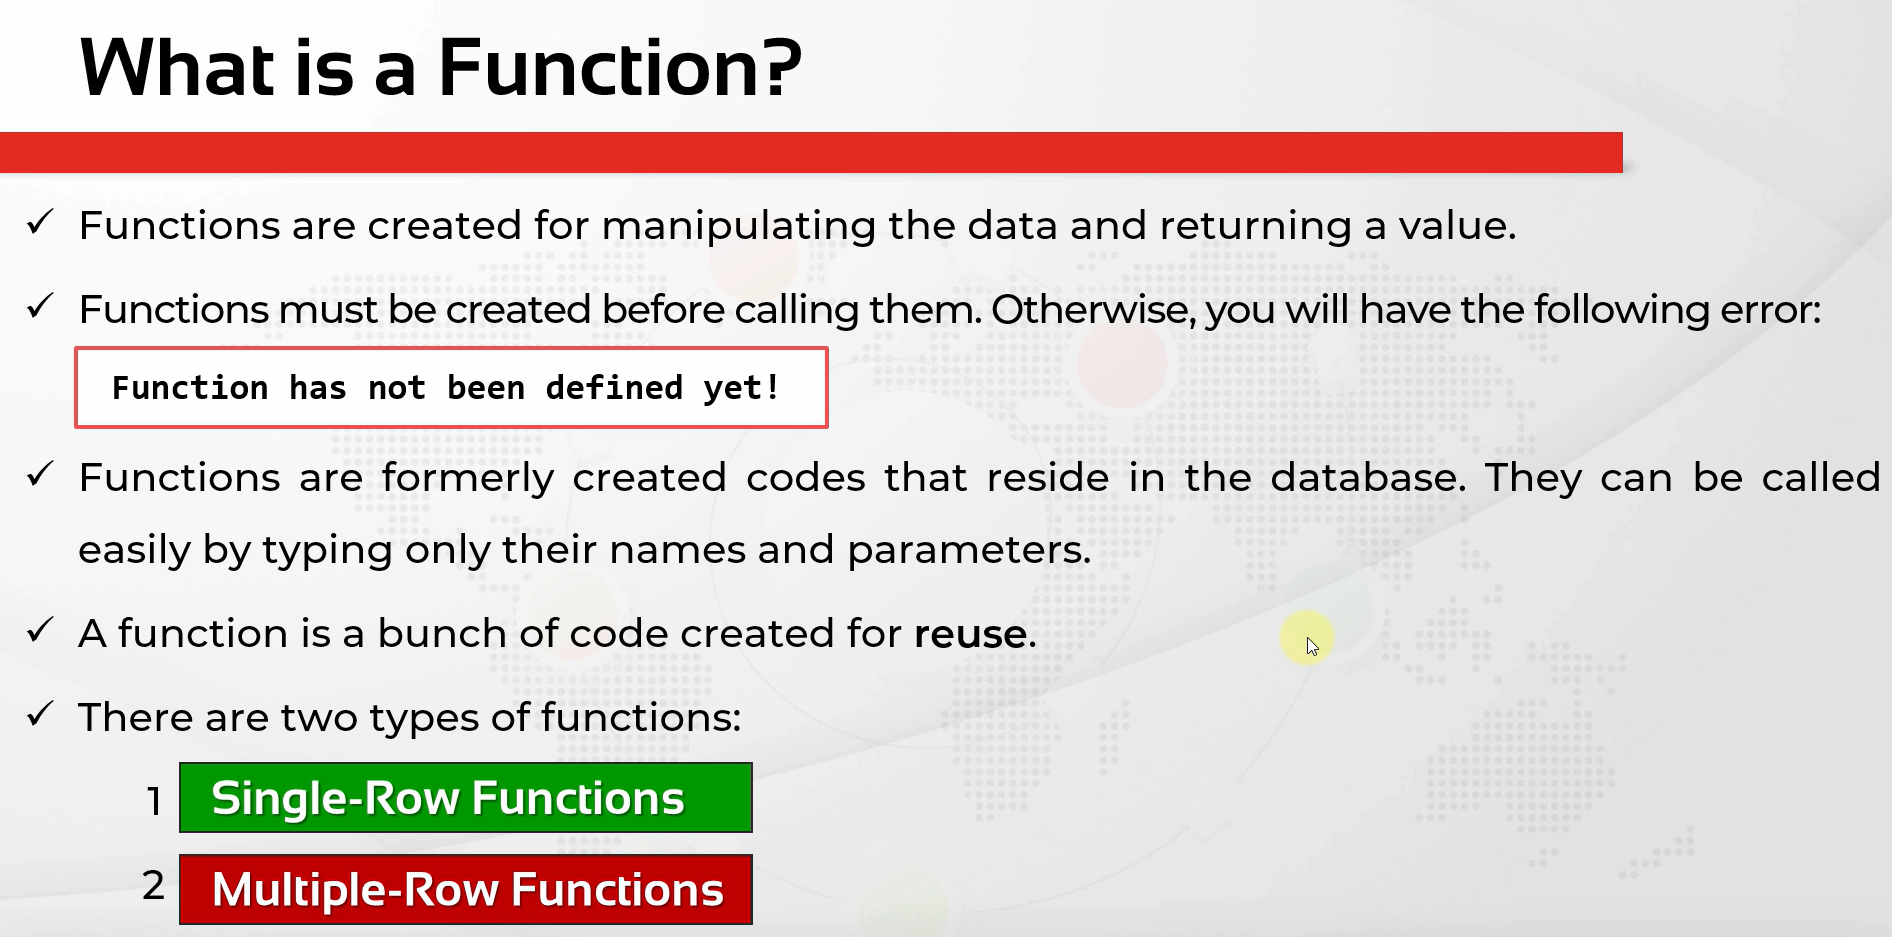 What is a Function?
✓ Functions are created for manipulating the data and returning a value.
✓ Functions must be created before calling them. Otherwise, you will have the following error:
Function has not been defined yet!
✓ Functions are formerly created codes that reside in the database. They can be called
easily by typing only their names and parameters.
✓ A function is a bunch of code created for reuse.
✓ There are two types of functions:
1 Single-Row Functions
2 Multiple-Row Functions